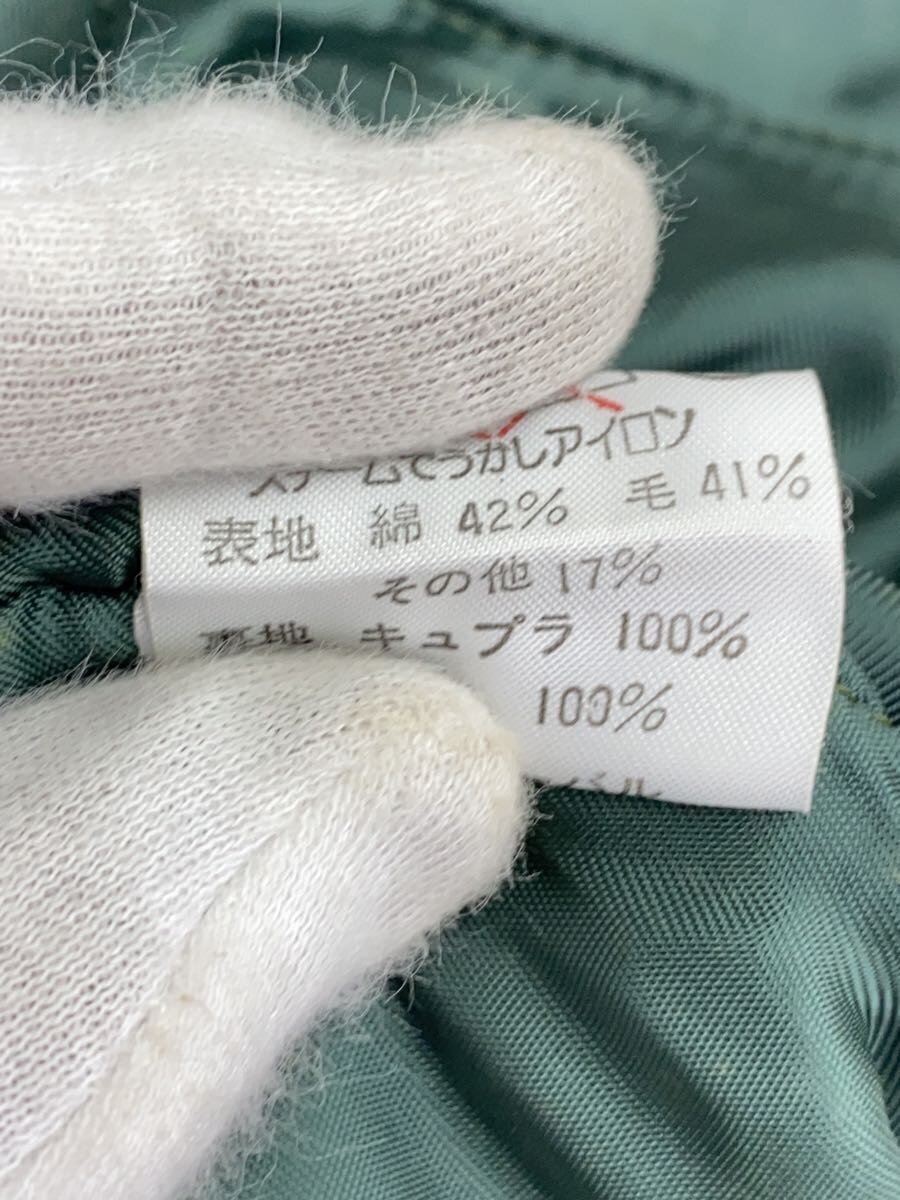 スチームでうかしアイロン
表地 綿 42% 毛 41%
その他 17%
裏地 キュプラ 100%
100%